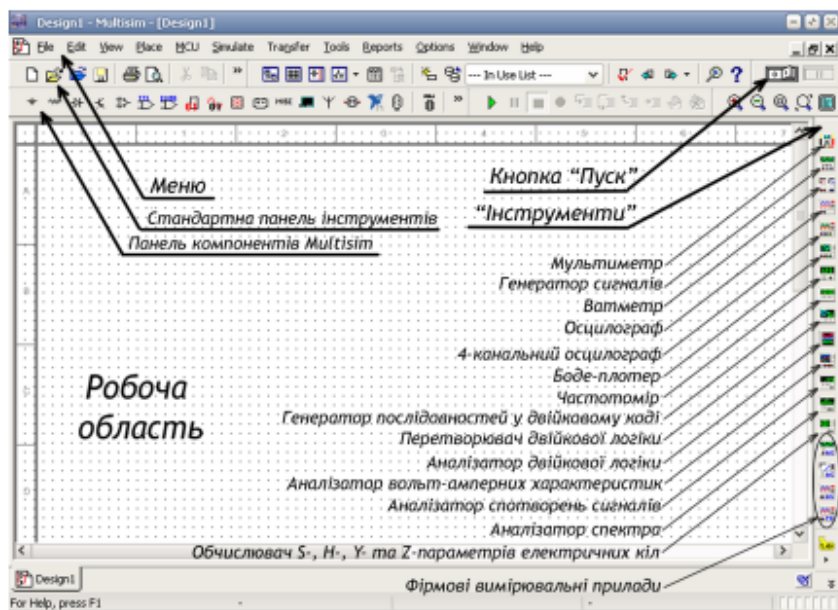 Design1 - Multisim - [Design1]
File Edit View Place MCU Simulate Transfer Tools Reports Options Window Help
--- In Use List ---
Меню
Стандартна панель інструментів
Панель компонентів Multisim
Кнопка “Пуск”
“Інструменти”
Мультиметр
Генератор сигналів
Ватметр
Осцилограф
4-канальний осцилограф
Боде-плотер
Частотомір
Генератор послідовностей у двійковому коді
Перетворювач двійкової логіки
Аналізатор двійкової логіки
Аналізатор вольт-амперних характеристик
Аналізатор спотворень сигналів
Аналізатор спектра
Обчислювач S-, H-, Y- та Z-параметрів електричних кіл
Фірмові вимірювальні прилади
Робоча
область
Design1
For Help, press F1